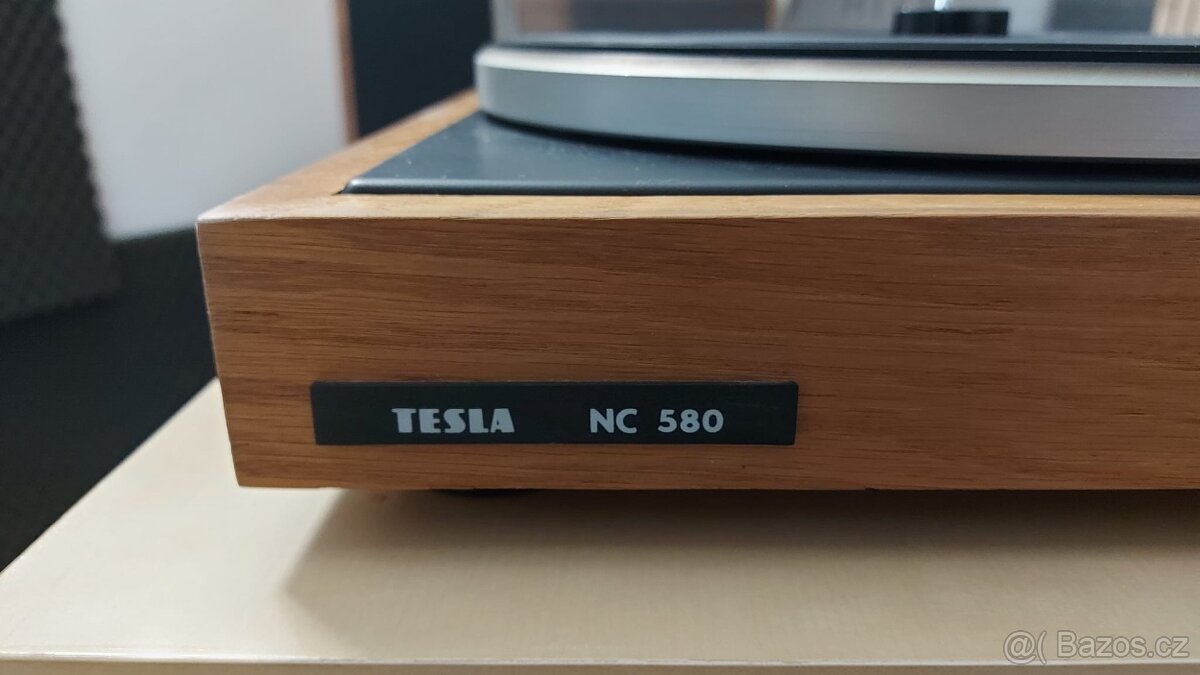 TESLA NC 580
@( Bazos.cz